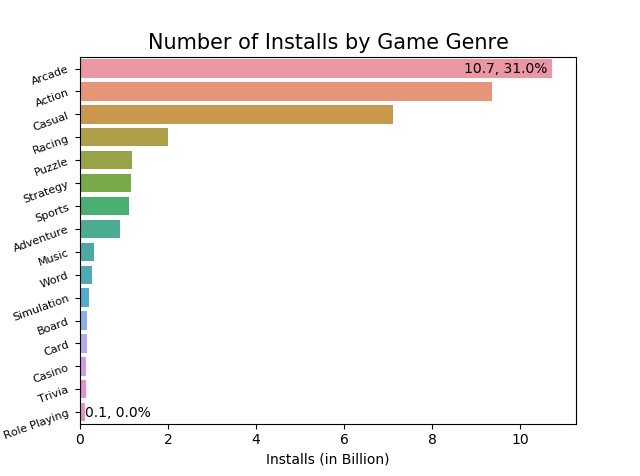 Number of Installs by Game Genre
Arcade
10.7, 31.0%
Action
Casual
Racing
Puzzle
Strategy
Sports
Adventure
Music
Word
Simulation
Board
Card
Casino
Trivia
Role Playing
0.1, 0.0%
0 2 4 6 8 10
Installs (in Billion)